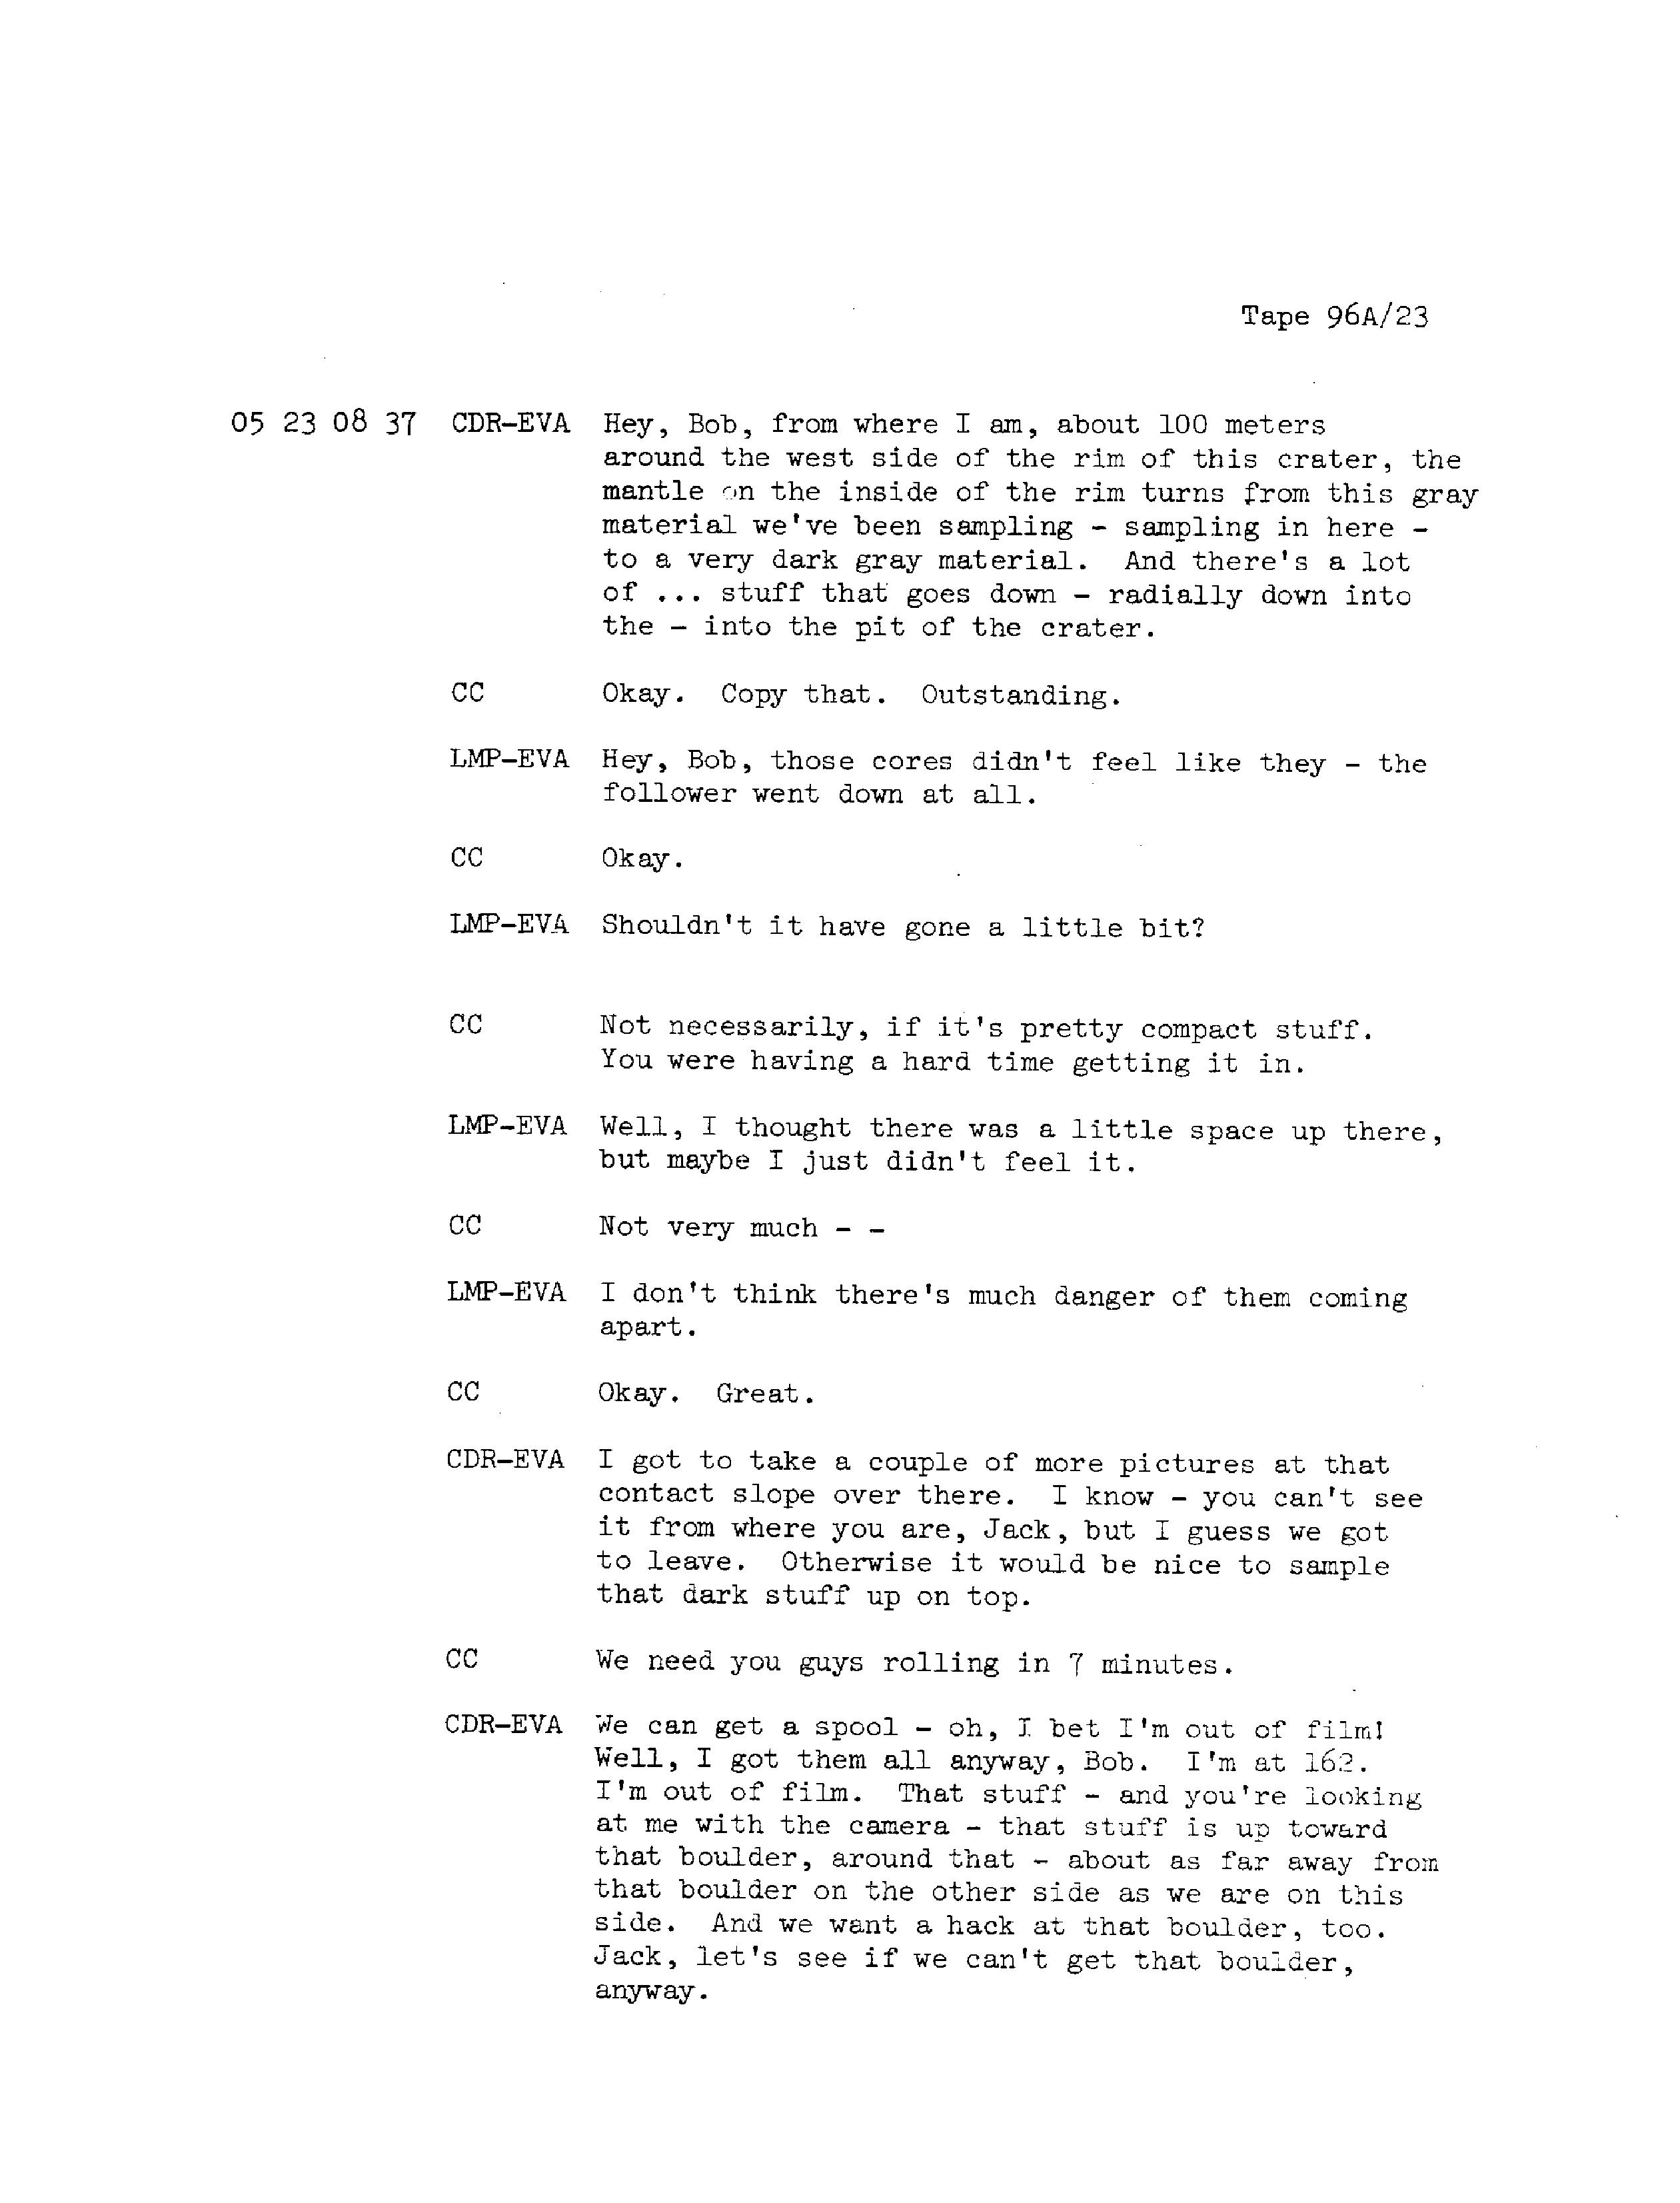 Tape 96A/23
05 23 08 37 CDR-EVA Hey, Bob, from where I am, about 100 meters
around the west side of the rim of this crater, the
mantle on the inside of the rim turns from this gray
material we've been sampling - sampling in here -
to a very dark gray material. And there's a lot
of ... stuff that goes down - radially down into
the - into the pit of the crater.
CC Okay. Copy that. Outstanding.
LMP-EVA Hey, Bob, those cores didn't feel like they - the
follower went down at all.
CC Okay.
LMP-EVA Shouldn't it have gone a little bit?
CC Not necessarily, if it's pretty compact stuff.
You were having a hard time getting it in.
LMP-EVA Well, I thought there was a little space up there,
but maybe I just didn't feel it.
CC Not very much - -
LMP-EVA I don't think there's much danger of them coming
apart.
CC Okay. Great.
CDR-EVA I got to take a couple of more pictures at that
contact slope over there. I know - you can't see
it from where you are, Jack, but I guess we got
to leave. Otherwise it would be nice to sample
that dark stuff up on top.
CC We need you guys rolling in 7 minutes.
CDR-EVA We can get a spool - oh, I bet I'm out of film!
Well, I got them all anyway, Bob. I'm at 162.
I'm out of film. That stuff - and you're looking
at me with the camera - that stuff is up toward
that boulder, around that - about as far away from
that boulder on the other side as we are on this
side. And we want a hack at that boulder, too.
Jack, let's see if we can't get that boulder,
anyway.